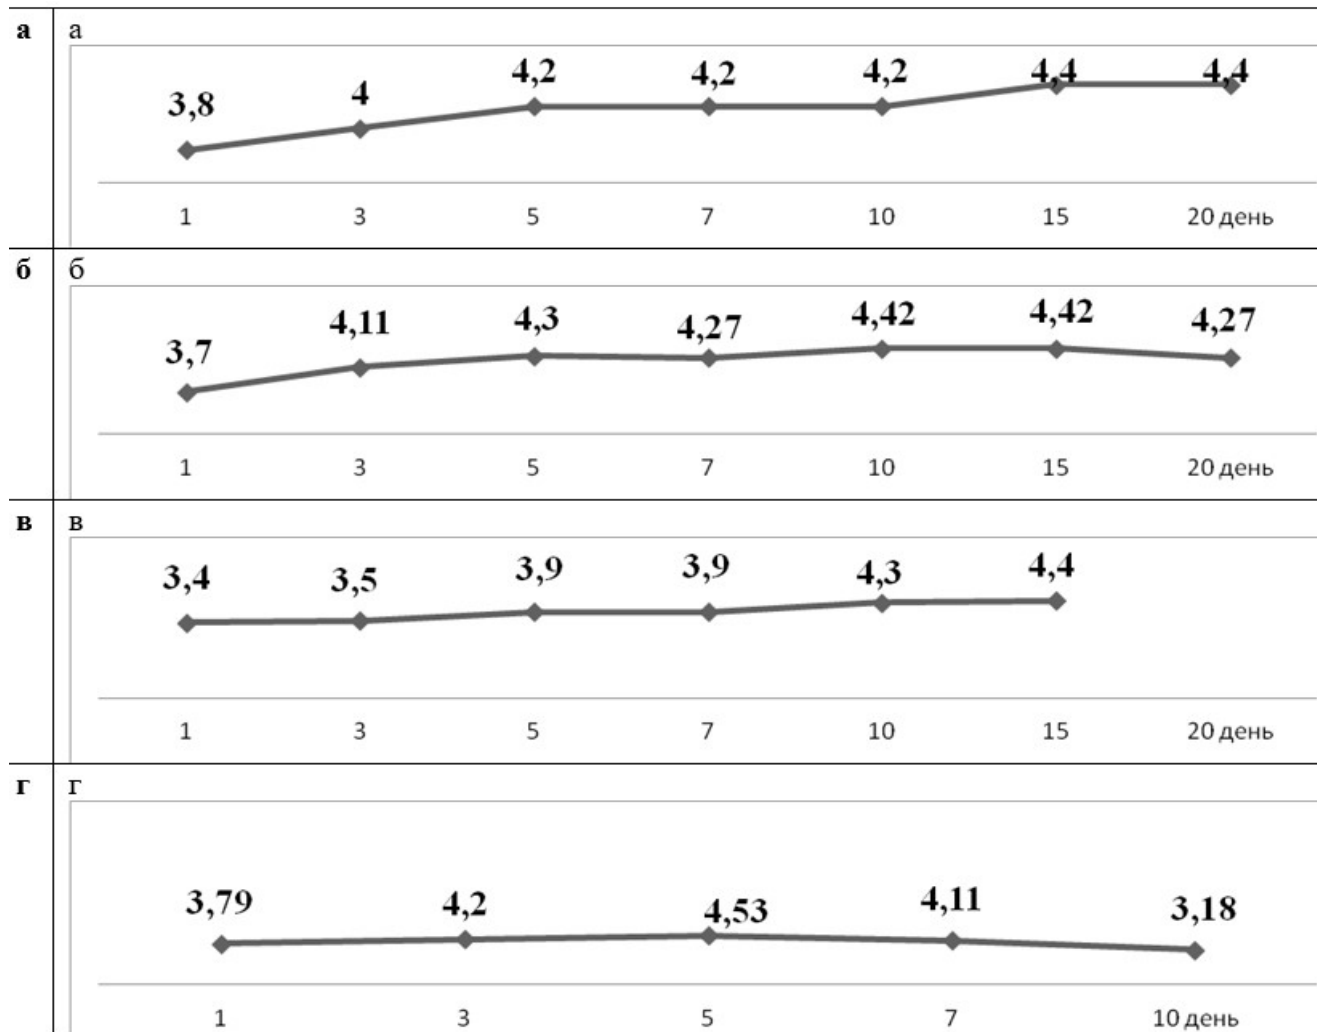 а а
3,8 4 4,2 4,2 4,2 4,4 4,4
1 3 5 7 10 15 20 день
б б
3,7 4,11 4,3 4,27 4,42 4,42 4,27
1 3 5 7 10 15 20 день
в в
3,4 3,5 3,9 3,9 4,3 4,4
1 3 5 7 10 15 20 день
г г
3,79 4,2 4,53 4,11 3,18
1 3 5 7 10 день